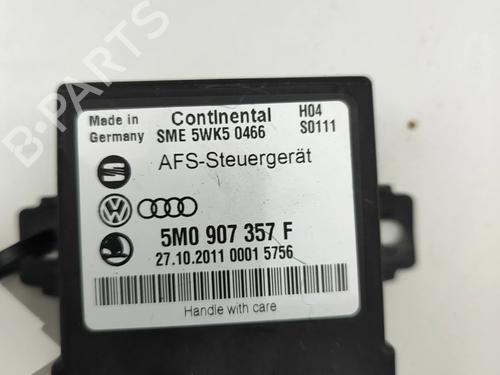 B-PARTS
Made in
Germany
Continental
SME 5WK5 0466
H04
S0111
AFS-Steuergerät
5M0 907 357 F
27.10.2011 0001 5756
Handle with care